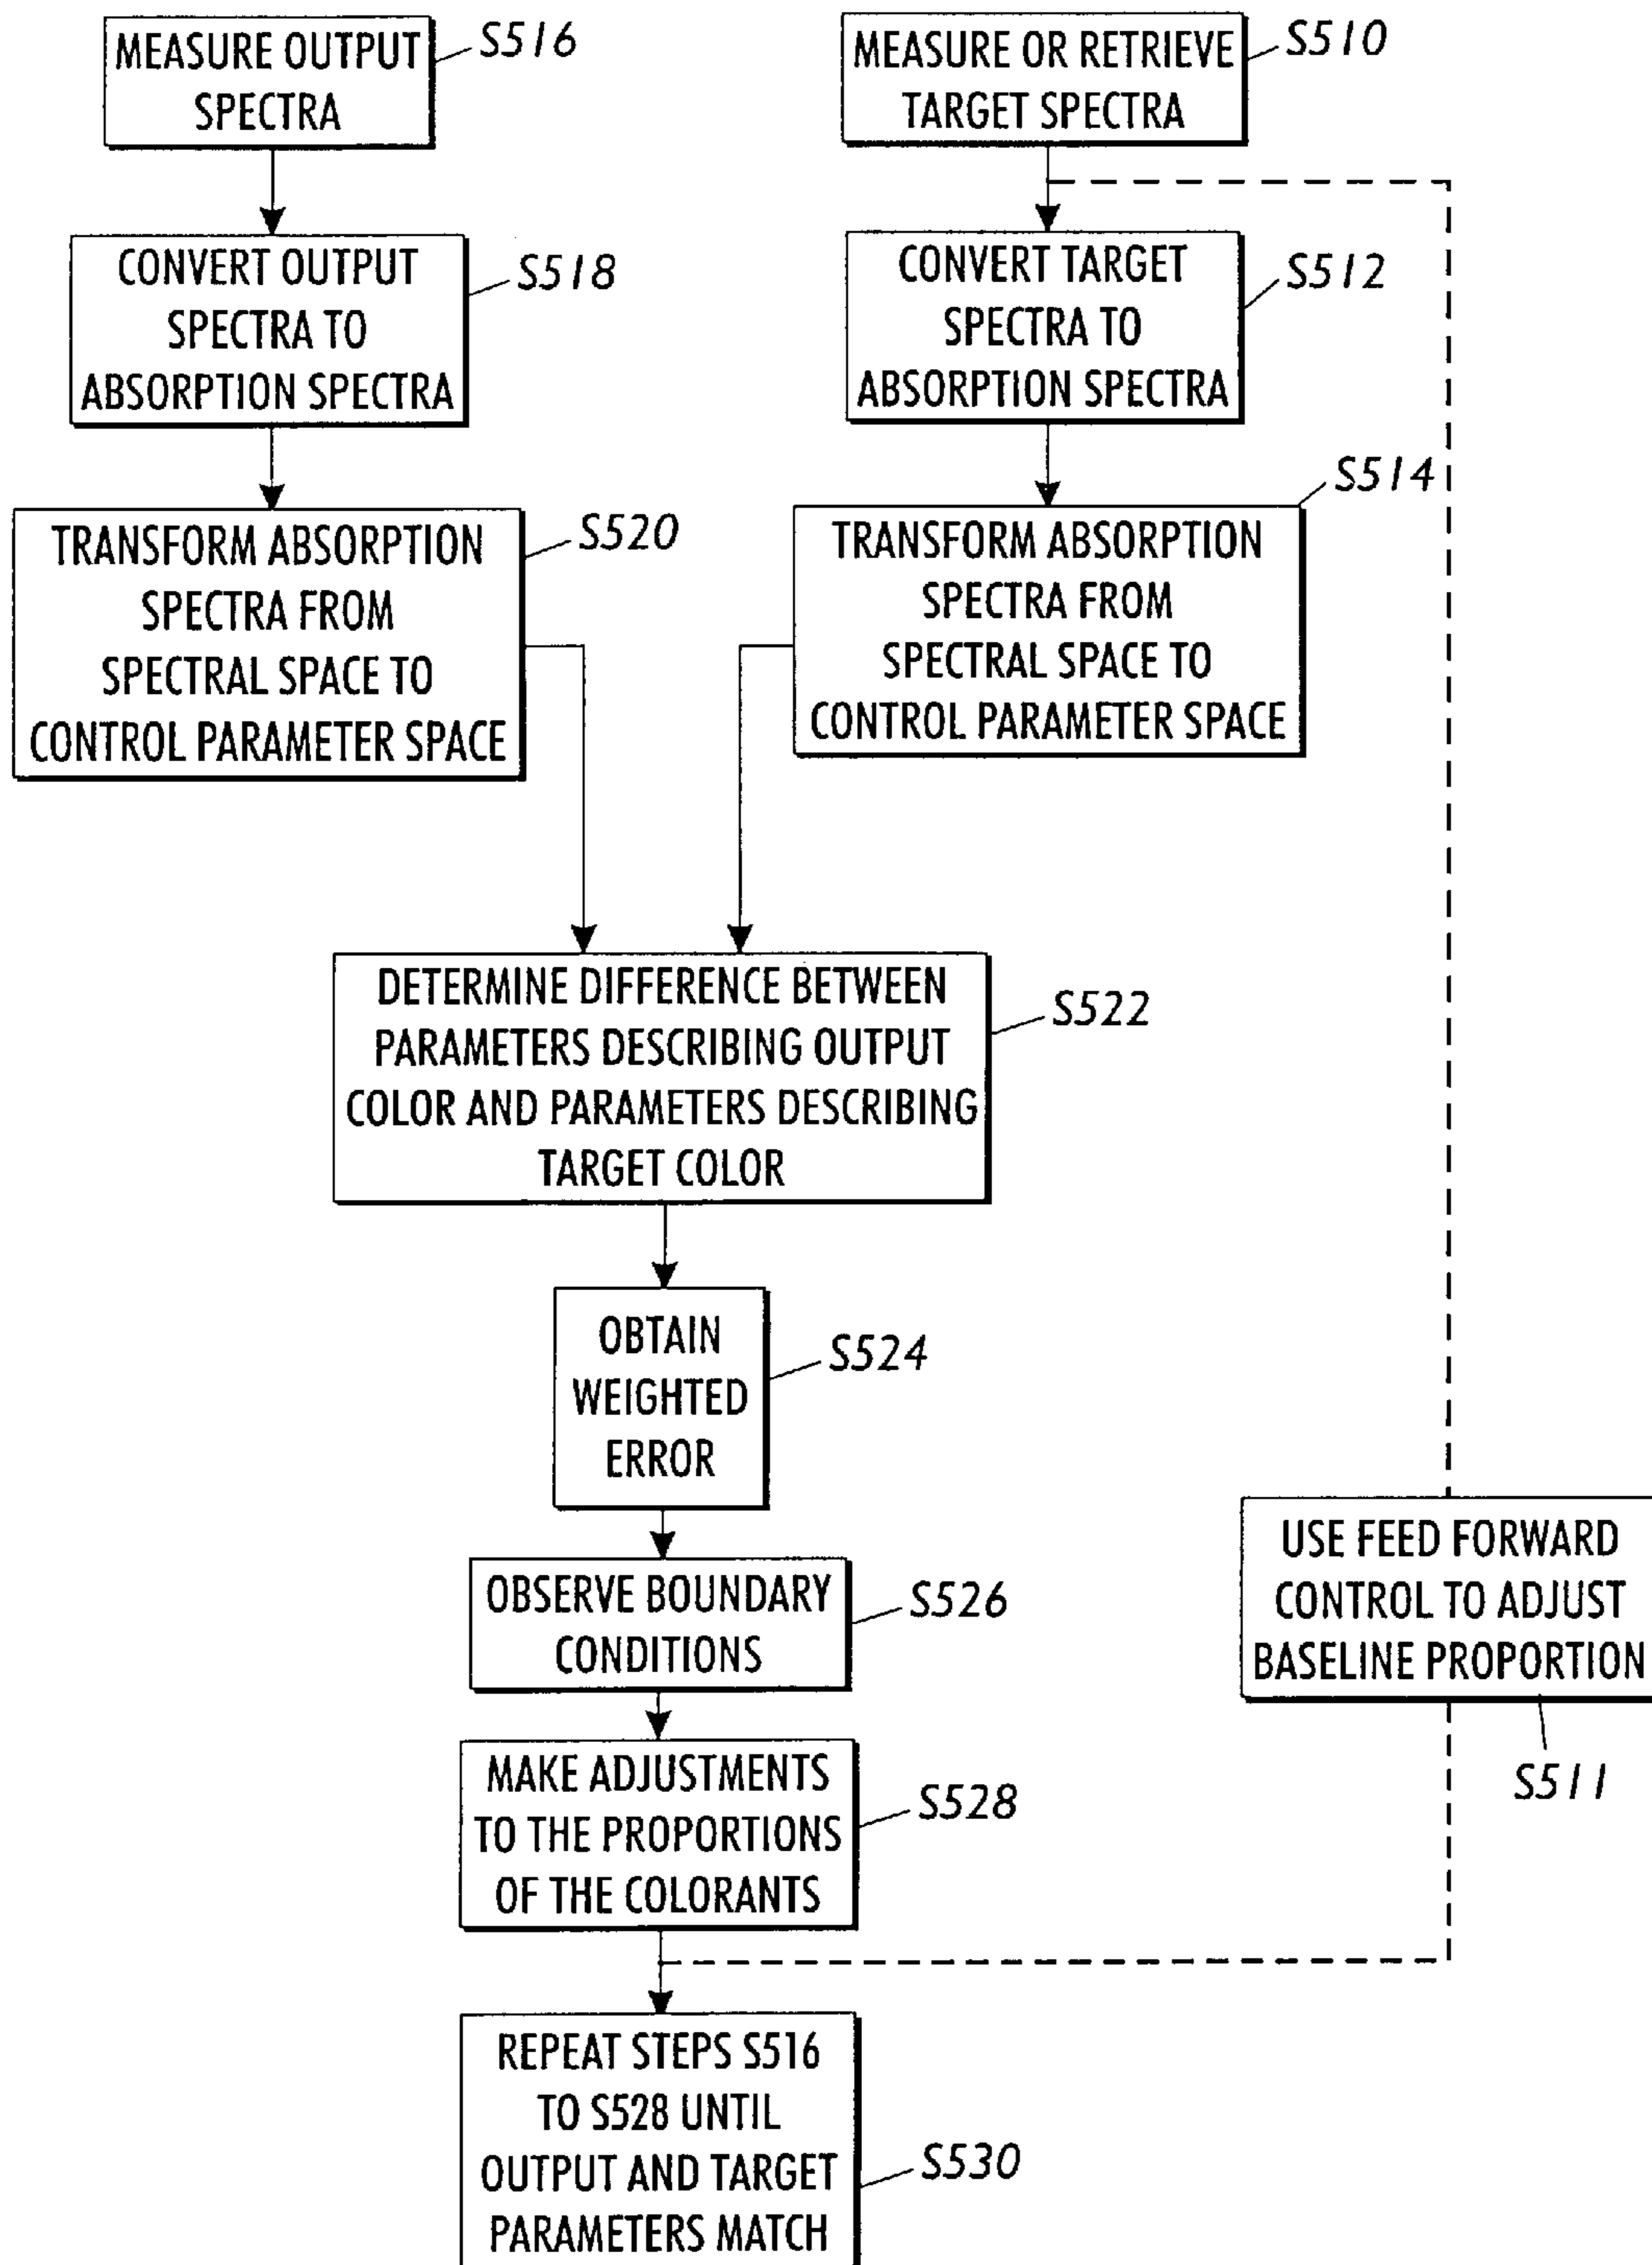 MEASURE OUTPUT
SPECTRA
S516
MEASURE OR RETRIEVE
TARGET SPECTRA
S510
CONVERT OUTPUT
SPECTRA TO
ABSORPTION SPECTRA
S518
CONVERT TARGET
SPECTRA TO
ABSORPTION SPECTRA
S512
TRANSFORM ABSORPTION
SPECTRA FROM
SPECTRAL SPACE TO
CONTROL PARAMETER SPACE
S520
TRANSFORM ABSORPTION
SPECTRA FROM
SPECTRAL SPACE TO
CONTROL PARAMETER SPACE
S514
DETERMINE DIFFERENCE BETWEEN
PARAMETERS DESCRIBING OUTPUT
COLOR AND PARAMETERS DESCRIBING
TARGET COLOR
S522
OBTAIN
WEIGHTED
ERROR
S524
USE FEED FORWARD
CONTROL TO ADJUST
BASELINE PROPORTION
S511
OBSERVE BOUNDARY
CONDITIONS
S526
MAKE ADJUSTMENTS
TO THE PROPORTIONS
OF THE COLORANTS
S528
REPEAT STEPS S516
TO S528 UNTIL
OUTPUT AND TARGET
PARAMETERS MATCH
S530